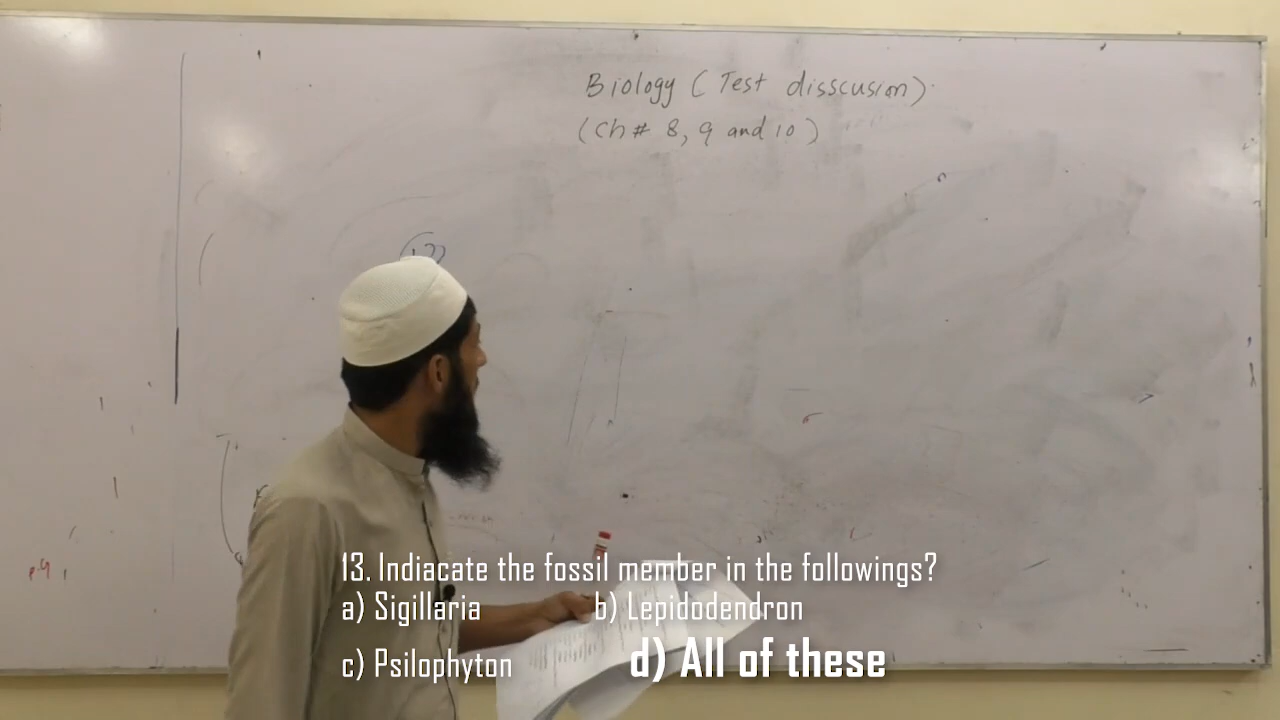 Biology (Test disscusion).
(Ch# 8, 9 and 10)
13. Indiacate the fossil member in the followings?
a) Sigillaria b) Lepidodendron
c) Psilophyton d) All of these